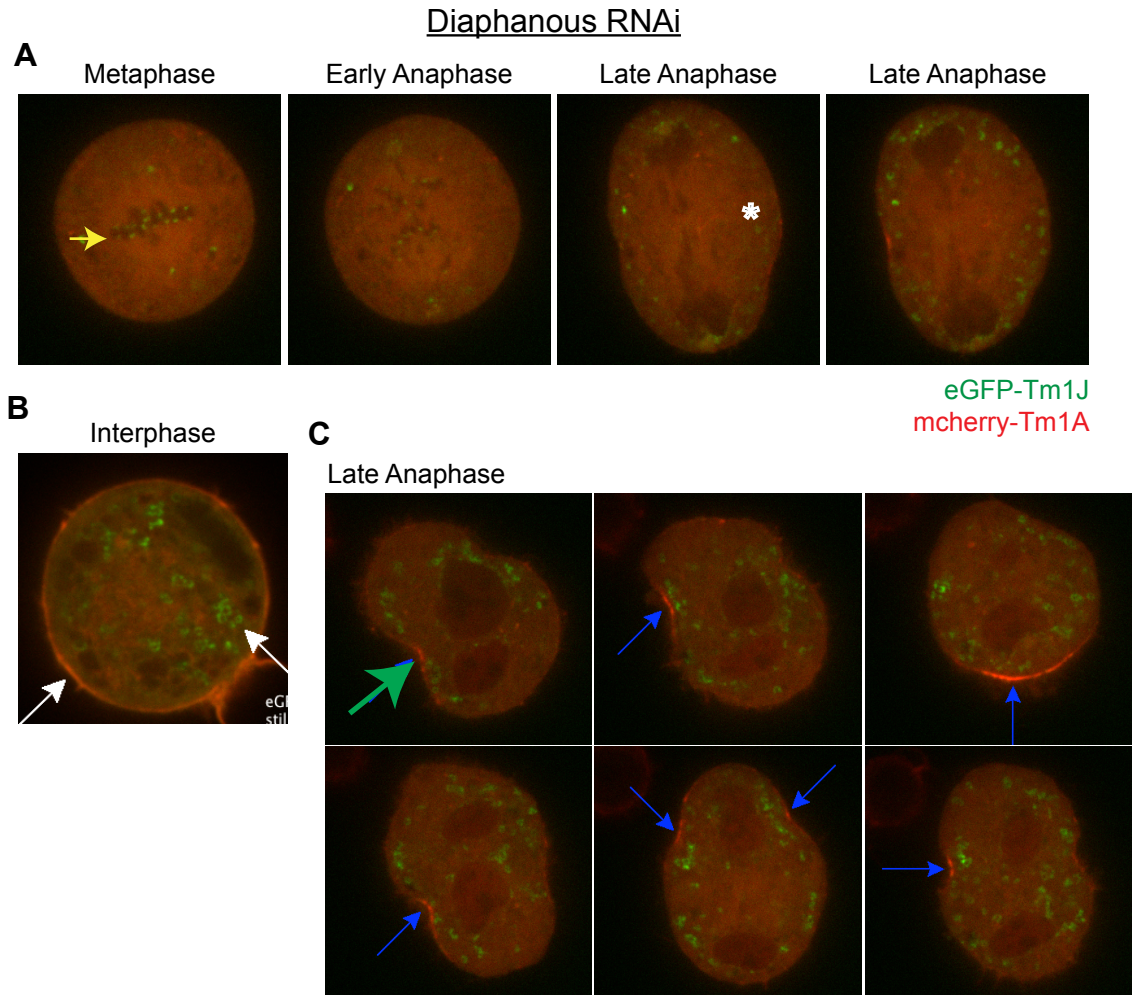 Diaphanous RNAi
A
Metaphase
Early Anaphase
Late Anaphase
Late Anaphase
*
eGFP-Tm1J
mcherry-Tm1A
B
Interphase
C
Late Anaphase